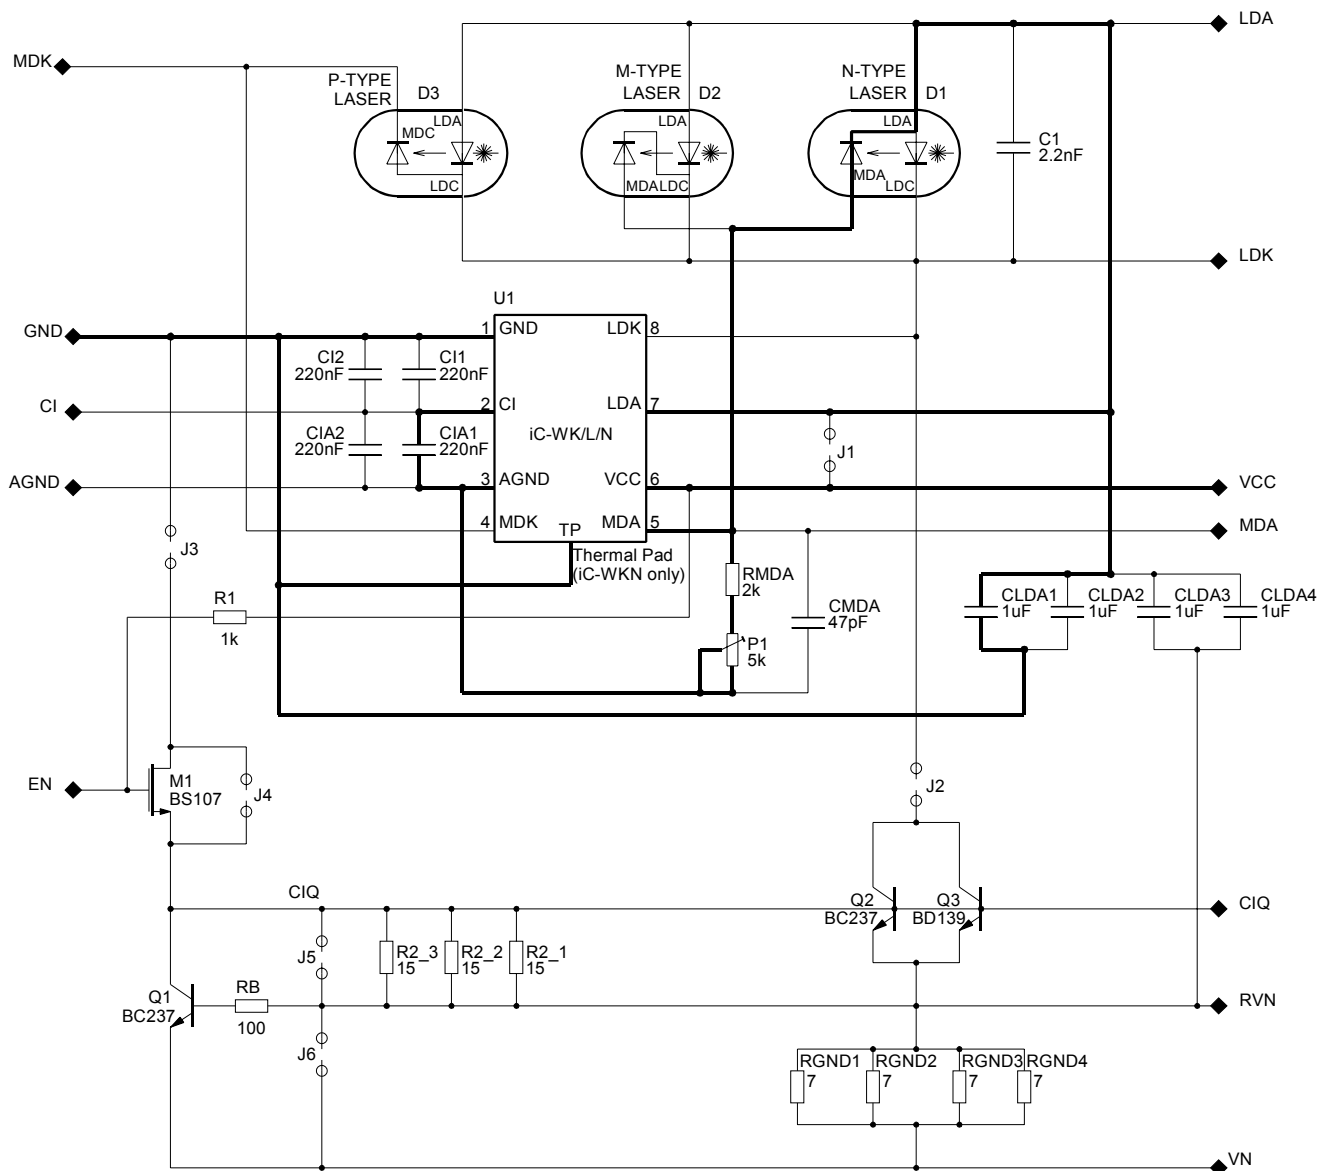 LDA
MDK
P-TYPE
LASER
D3
M-TYPE
LASER
D2
N-TYPE
LASER
D1
LDA
MDC
LDC
LDA
MDA
LDC
LDA
MDA
LDC
C1
2.2nF
LDK
U1
GND
1
GND
LDK
8
CI2
220nF
CI1
220nF
CI
2
CI
LDA
7
iC-WK/L/N
CIA2
220nF
CIA1
220nF
J1
AGND
3
AGND
VCC
6
VCC
4
MDK
TP
MDA
5
MDA
J3
Thermal Pad
(iC-WKN only)
RMDA
2k
CMDA
47pF
P1
5k
R1
1k
CLDA1
1uF
CLDA2
1uF
CLDA3
1uF
CLDA4
1uF
EN
M1
BS107
J4
J2
CIQ
Q2
BC237
Q3
BD139
CIQ
J5
R2_3
15
R2_2
15
R2_1
15
Q1
BC237
RB
100
RVN
J6
RGND1
7
RGND2
7
RGND3
7
RGND4
7
VN